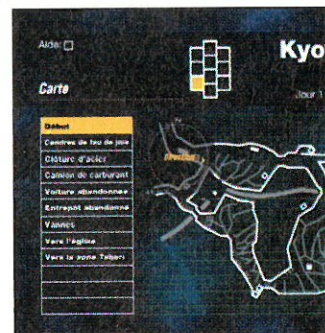 Aide:
Kyo
Carte
Jour 1
Début
Cendres de feu de joie
Clôture d'acier
Camion de carburant
Voiture abandonnée
Entrepôt abandonné
Vannes
Vers l'église
Vers la zone Tabari